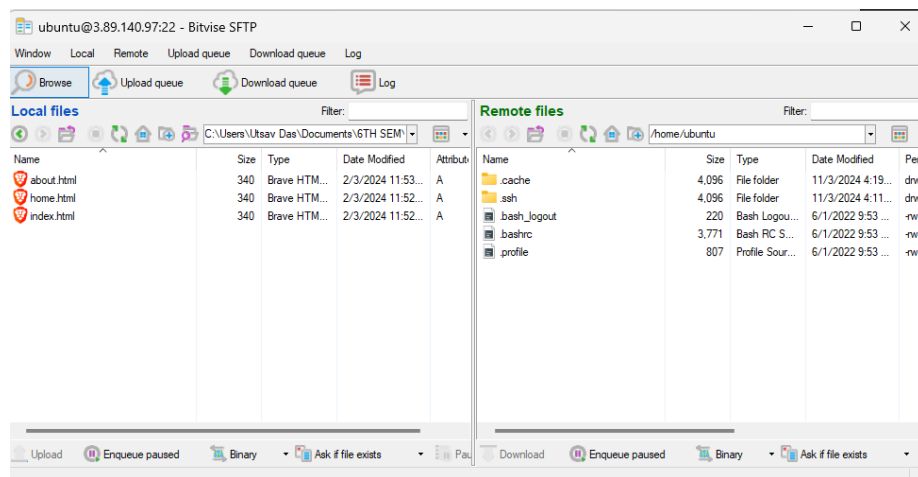 ubuntu@3.89.140.97:22 - Bitvise SFTP
Window Local Remote Upload queue Download queue Log
Browse Upload queue Download queue Log
Local files Filter:
C:\Users\Utsav Das\Documents\6TH SEM\
Name Size Type Date Modified Attribut
about.html 340 Brave HTM... 2/3/2024 11:53... A
home.html 340 Brave HTM... 2/3/2024 11:52... A
index.html 340 Brave HTM... 2/3/2024 11:52... A
Upload Enqueue paused Binary Ask if file exists Pau
Remote files Filter:
/home/ubuntu
Name Size Type Date Modified Per
.cache 4,096 File folder 11/3/2024 4:19... drw
.ssh 4,096 File folder 11/3/2024 4:11... drw
.bash_logout 220 Bash Logou... 6/1/2022 9:53 ... -rw
.bashrc 3,771 Bash RC S... 6/1/2022 9:53 ... -rw
.profile 807 Profile Sour... 6/1/2022 9:53 ... -rw
Download Enqueue paused Binary Ask if file exists